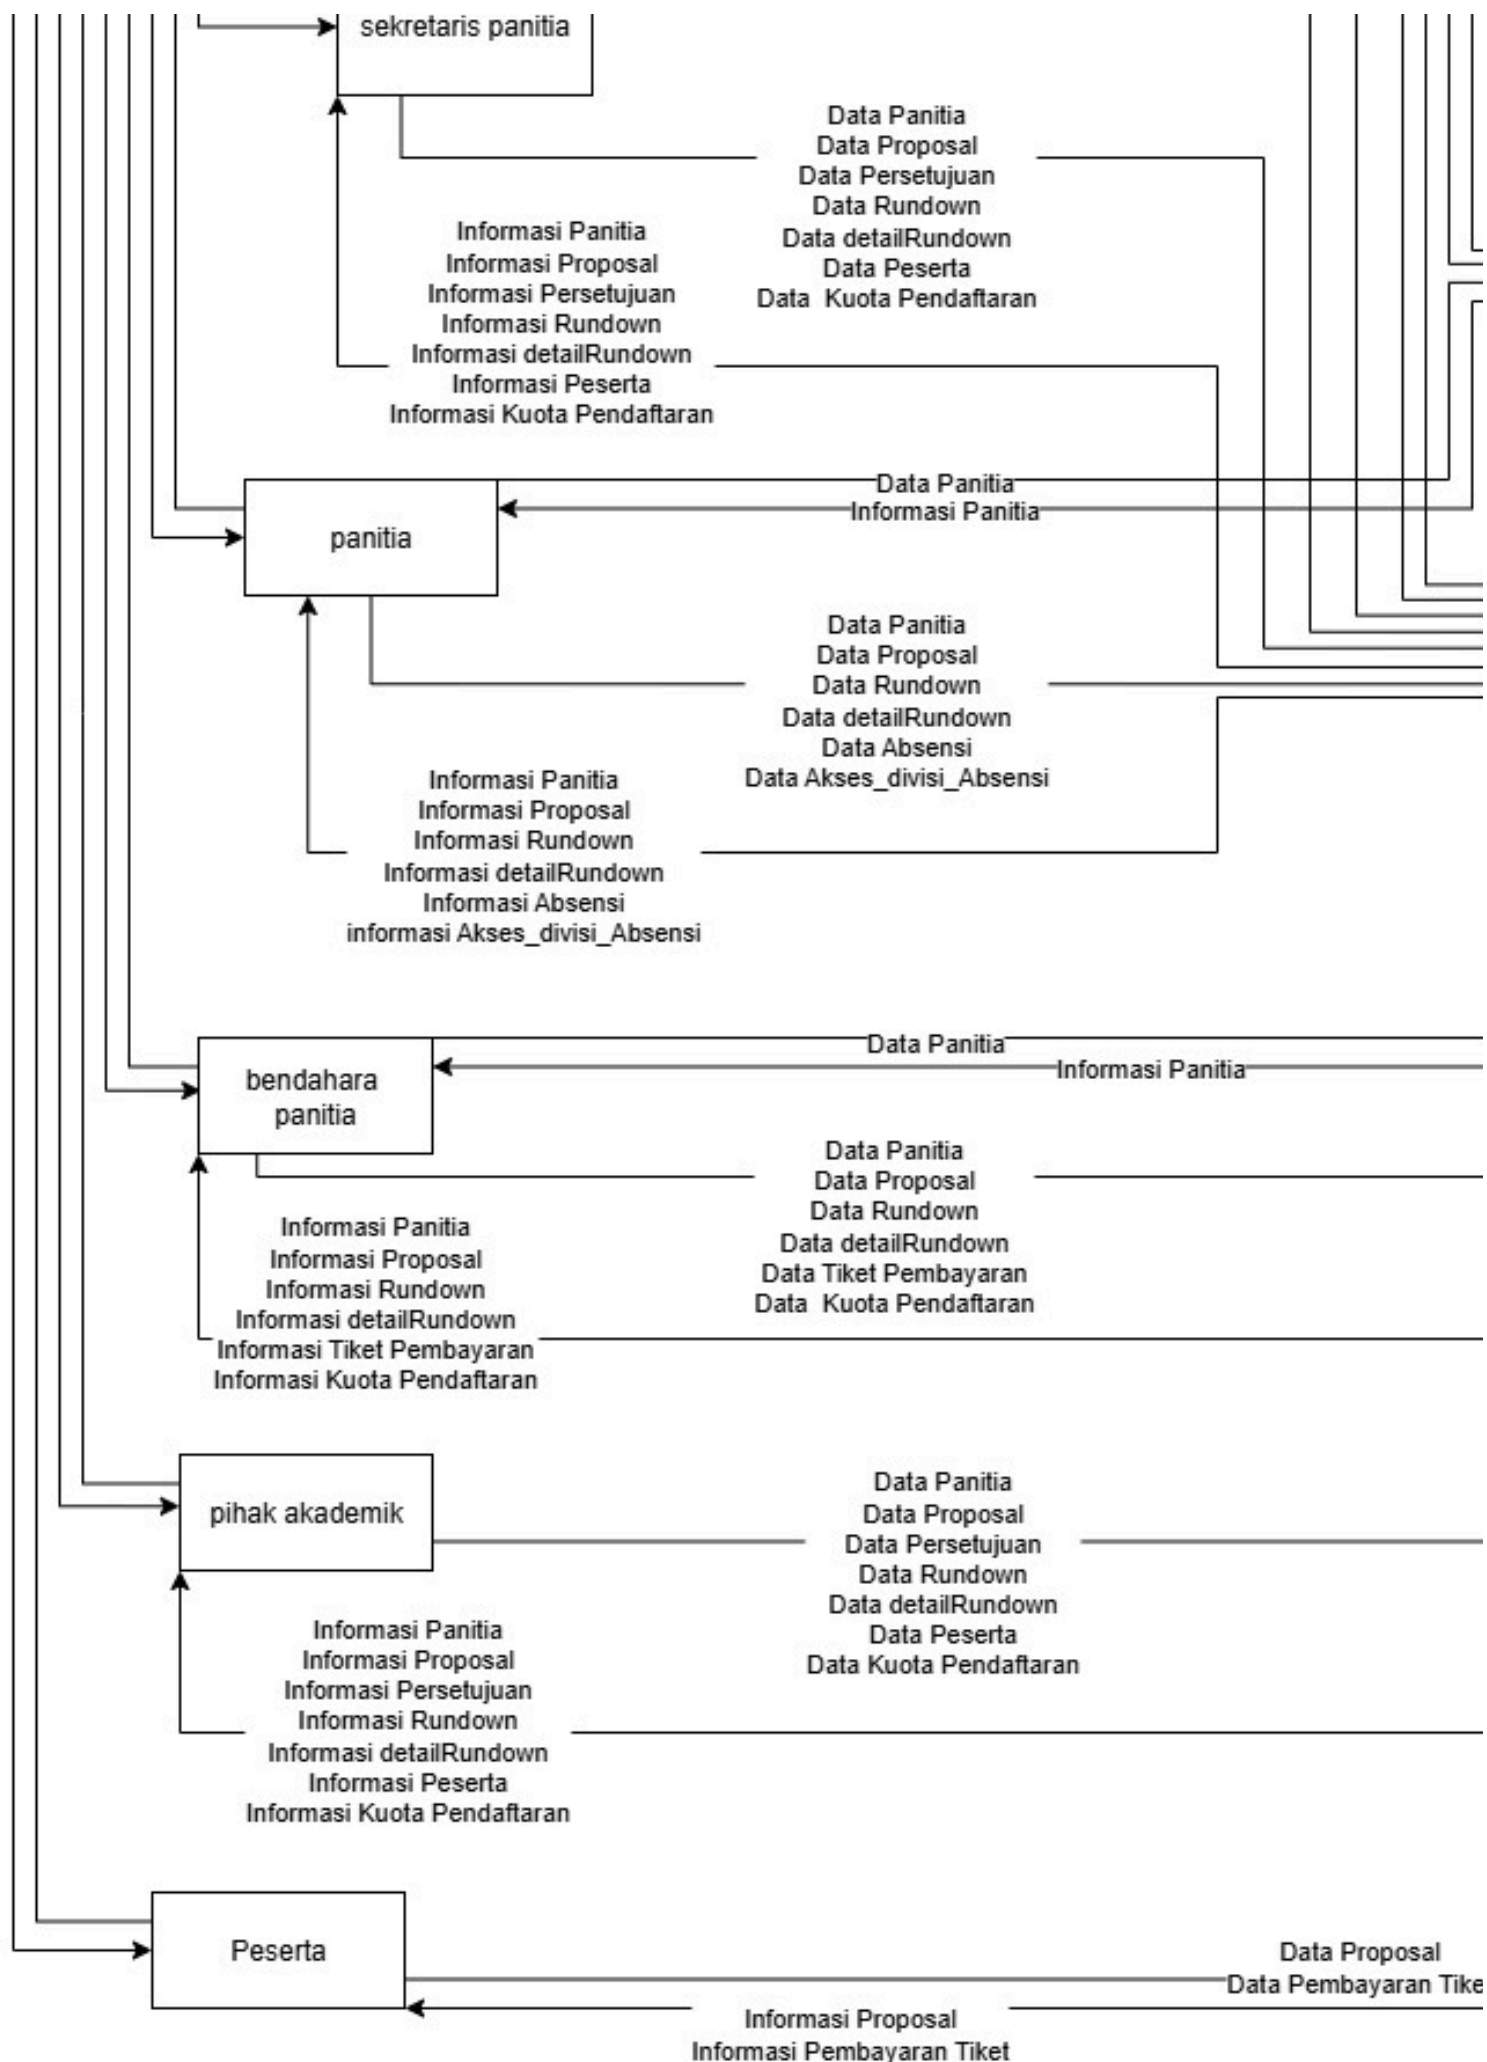 sekretaris panitia
Data Panitia
Data Proposal
Data Persetujuan
Data Rundown
Data detailRundown
Data Peserta
Data  Kuota Pendaftaran
Informasi Panitia
Informasi Proposal
Informasi Persetujuan
Informasi Rundown
Informasi detailRundown
Informasi Peserta
Informasi Kuota Pendaftaran
Data Panitia
Informasi Panitia
panitia
Data Panitia
Data Proposal
Data Rundown
Data detailRundown
Data Absensi
Data Akses_divisi_Absensi
Informasi Panitia
Informasi Proposal
Informasi Rundown
Informasi detailRundown
Informasi Absensi
informasi Akses_divisi_Absensi
Data Panitia
Informasi Panitia
bendahara
panitia
Data Panitia
Data Proposal
Data Rundown
Data detailRundown
Data Tiket Pembayaran
Data  Kuota Pendaftaran
Informasi Panitia
Informasi Proposal
Informasi Rundown
Informasi detailRundown
Informasi Tiket Pembayaran
Informasi Kuota Pendaftaran
pihak akademik
Data Panitia
Data Proposal
Data Persetujuan
Data Rundown
Data detailRundown
Data Peserta
Data Kuota Pendaftaran
Informasi Panitia
Informasi Proposal
Informasi Persetujuan
Informasi Rundown
Informasi detailRundown
Informasi Peserta
Informasi Kuota Pendaftaran
Peserta
Data Proposal
Data Pembayaran Tike
Informasi Proposal
Informasi Pembayaran Tiket